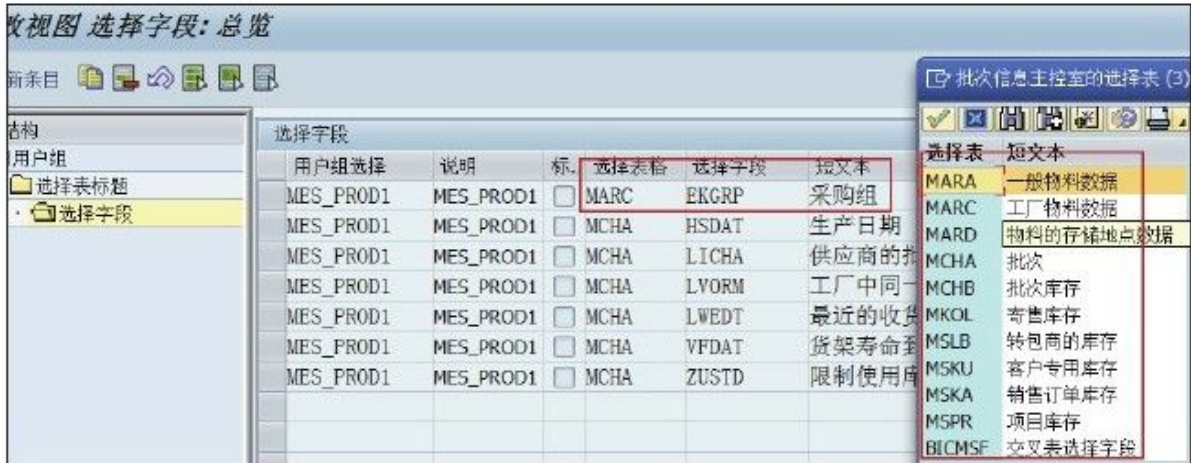 改视图 选择字段: 总览
新条目
结构
用户组
选择表标题
选择字段
选择字段
用户组选择 说明 标.. 选择表格 选择字段 短文本
MES_PROD1 MES_PROD1 MARC EKGRP 采购组
MES_PROD1 MES_PROD1 MCHA HSDAT 生产日期
MES_PROD1 MES_PROD1 MCHA LICHA 供应商的批
MES_PROD1 MES_PROD1 MCHA LVORM 工厂中同一
MES_PROD1 MES_PROD1 MCHA LWEDT 最近的收货
MES_PROD1 MES_PROD1 MCHA VFDAT 货架寿命到
MES_PROD1 MES_PROD1 MCHA ZUSTD 限制使用库
批次信息主控室的选择表 (3)
选择表 短文本
MARA 一般物料数据
MARC 工厂物料数据
MARD 物料的存储地点数据
MCHA 批次
MCHB 批次库存
MKOL 寄售库存
MSLB 转包商的库存
MSKU 客户专用库存
MSKA 销售订单库存
MSPR 项目库存
BICMSF 交叉表选择字段